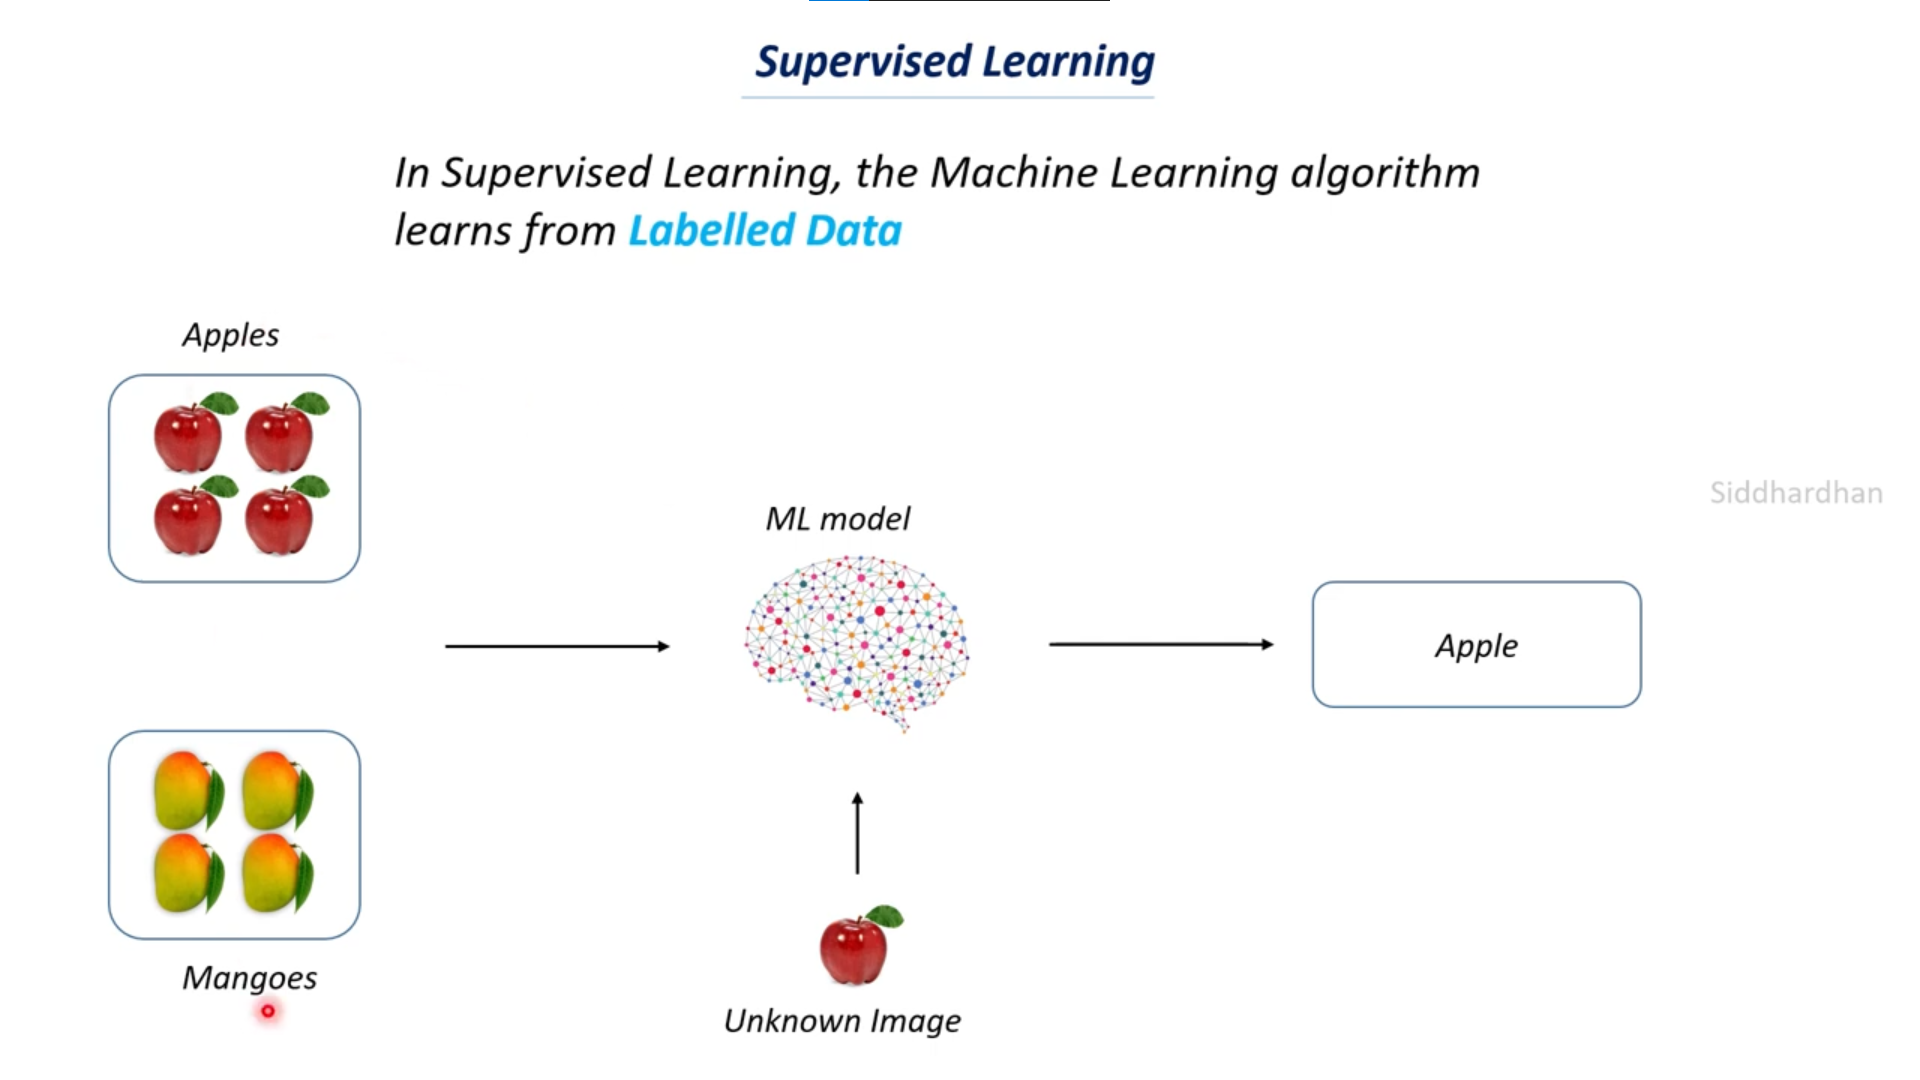 Supervised Learning
In Supervised Learning, the Machine Learning algorithm
learns from Labelled Data
Apples
ML model
Siddhardhan
Apple
Mangoes
Unknown Image